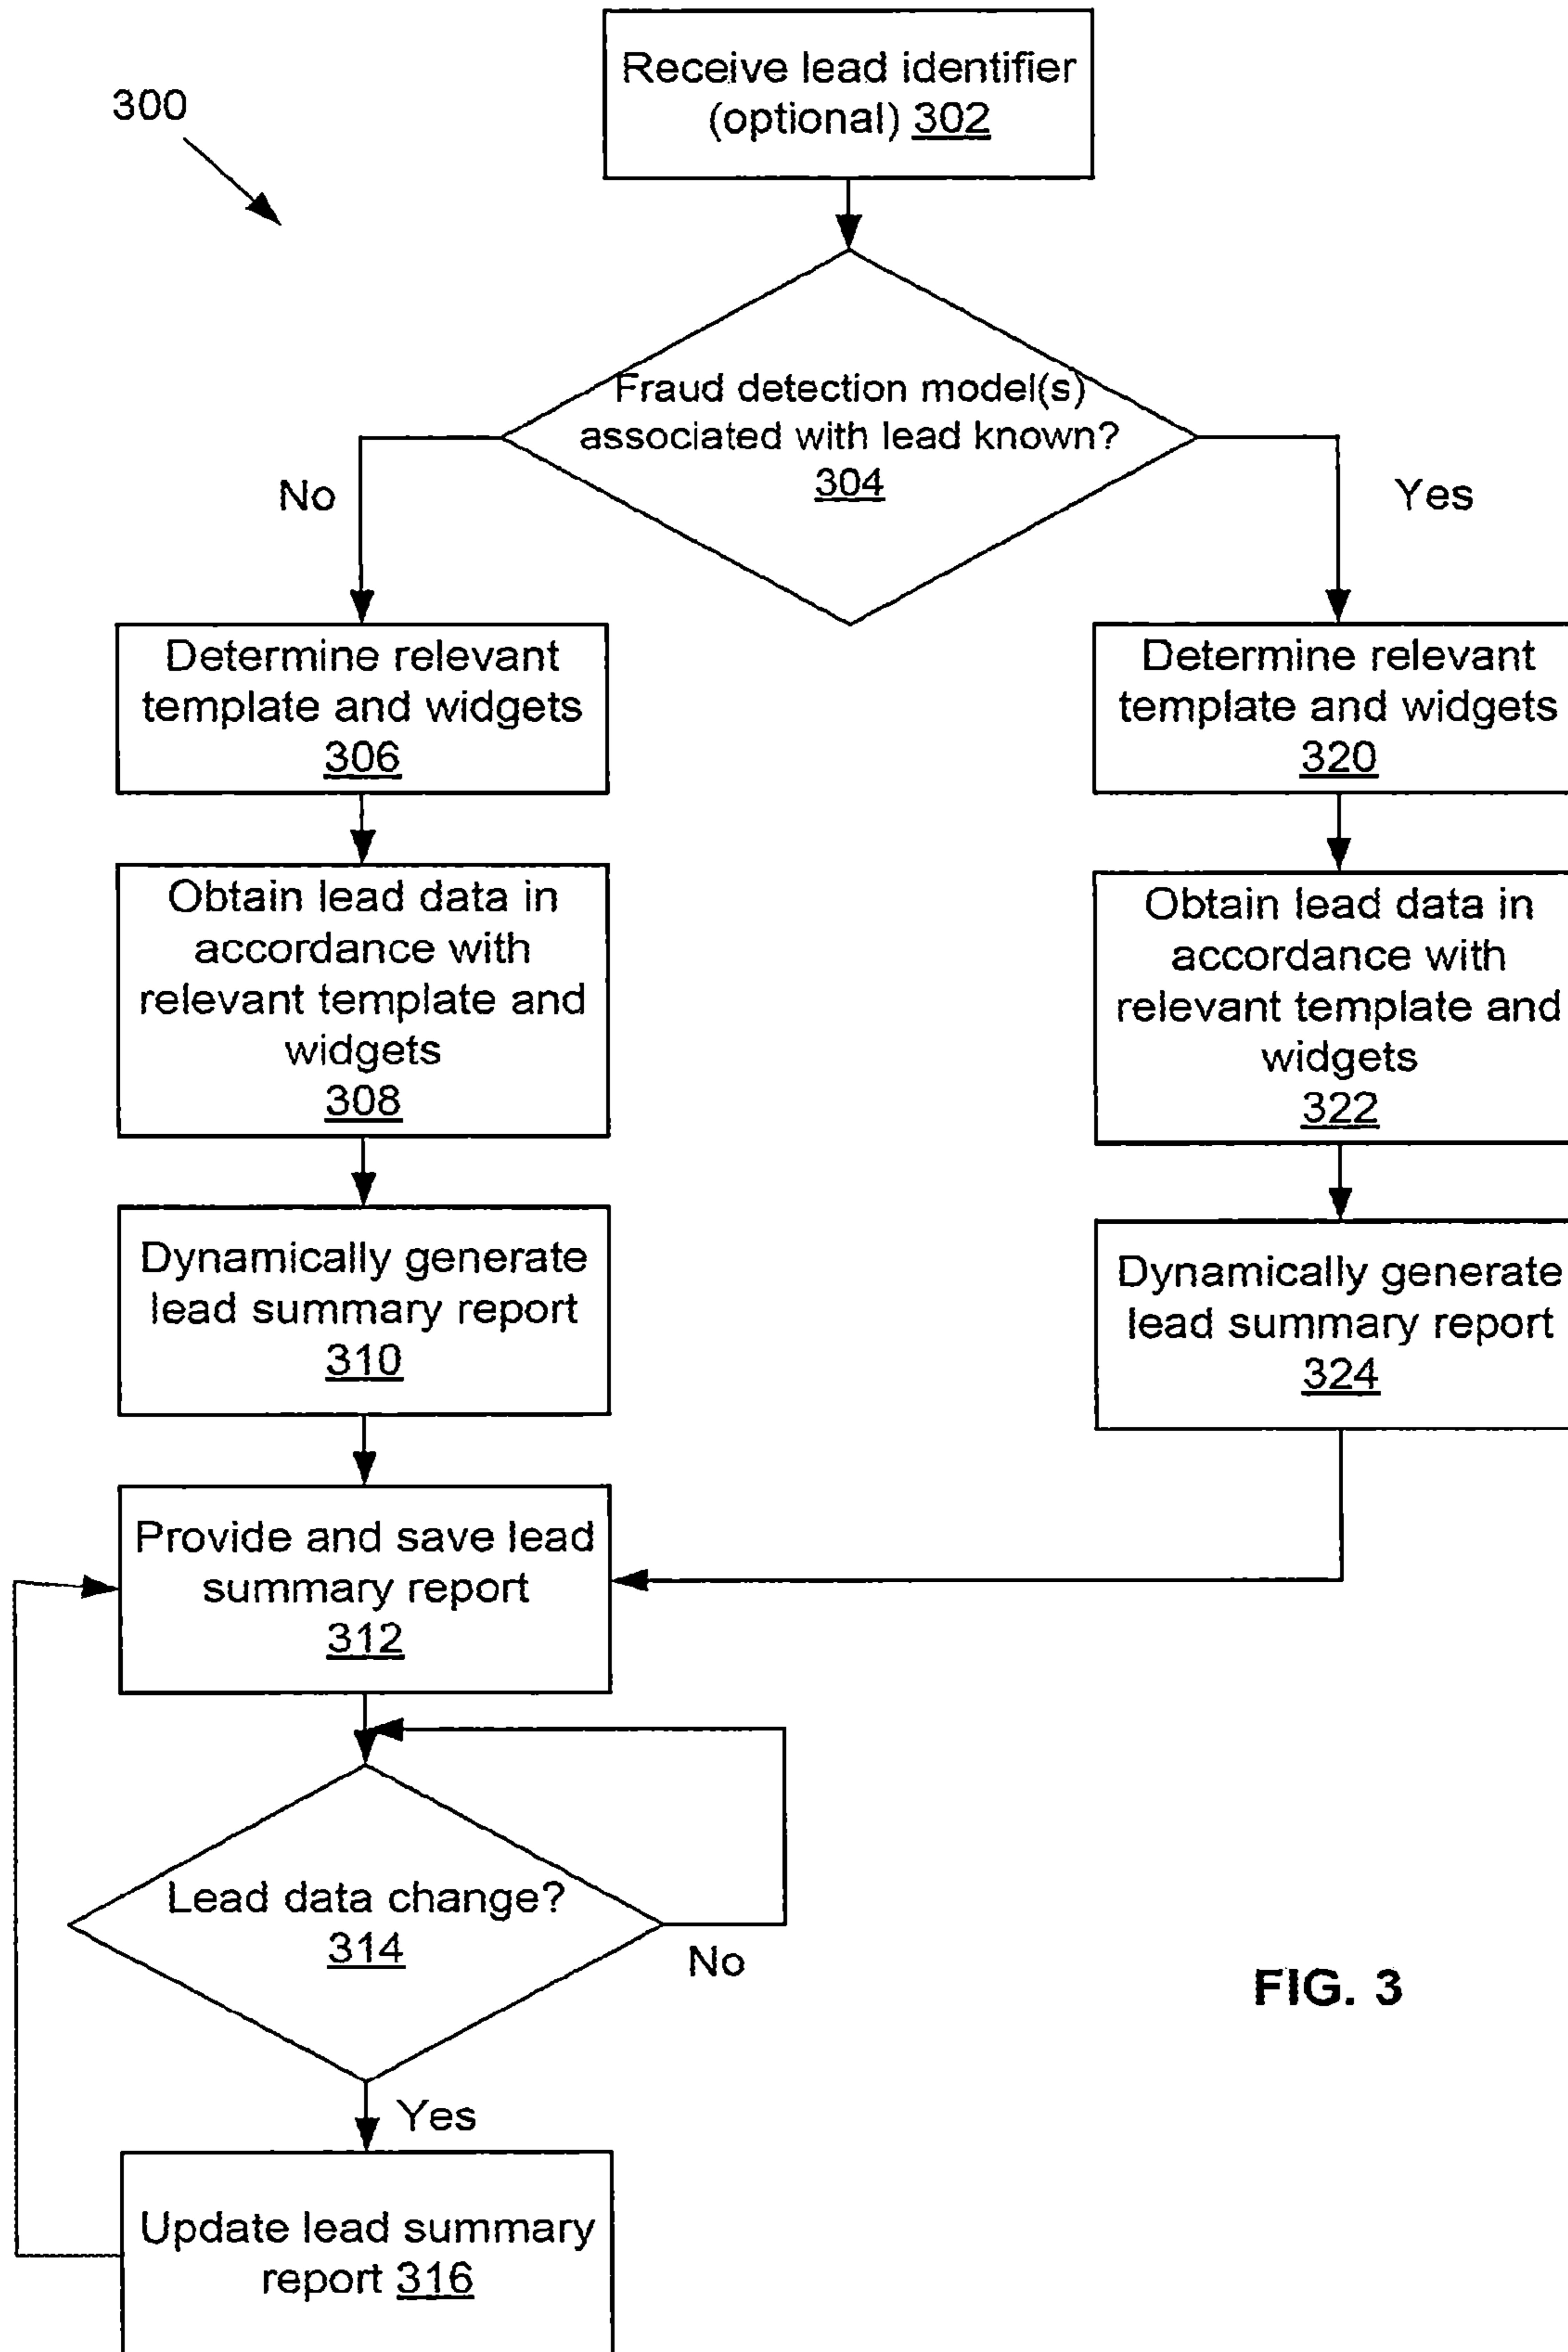 Receive lead identifier
(optional) 302
300
Fraud detection model(s)
associated with lead known?
304
No
Yes
Determine relevant
template and widgets
306
Determine relevant
template and widgets
320
Obtain lead data in
accordance with
relevant template and
widgets
308
Obtain lead data in
accordance with
relevant template and
widgets
322
Dynamically generate
lead summary report
310
Dynamically generate
lead summary report
324
Provide and save lead
summary report
312
Lead data change?
314
No
FIG. 3
Yes
Update lead summary
report 316